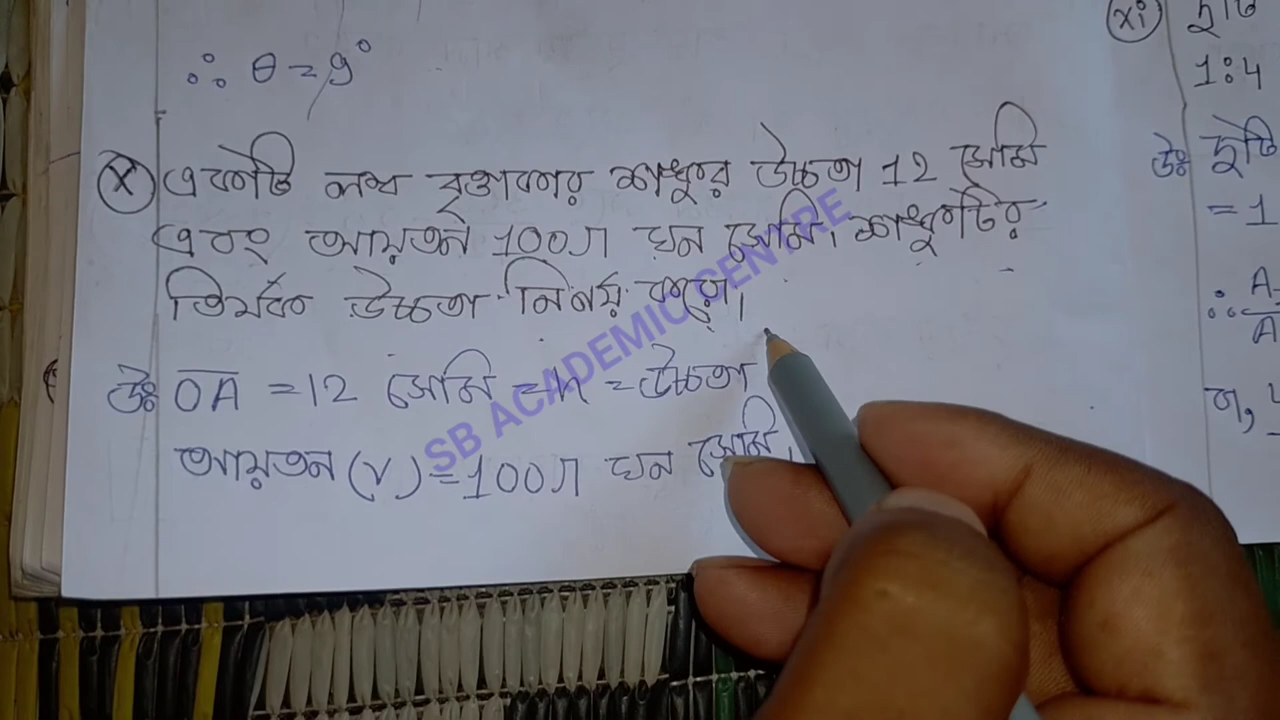 ∴ θ = 9°
(x) একটি লম্ব বৃত্তাকার শঙ্কুর উচ্চতা 12 সেমি
এবং আয়তন 100π ঘন সেমি। শঙ্কুটির
তির্যক উচ্চতা নির্ণয় করো।
উঃ OA = 12 সেমি = h = উচ্চতা
আয়তন (V) = 100π ঘন সেমি।
SB ACADEMIC CENTRE
(xi) দুটি
1:4
উঃ দুটি
= 1
∴ A
A
বা,